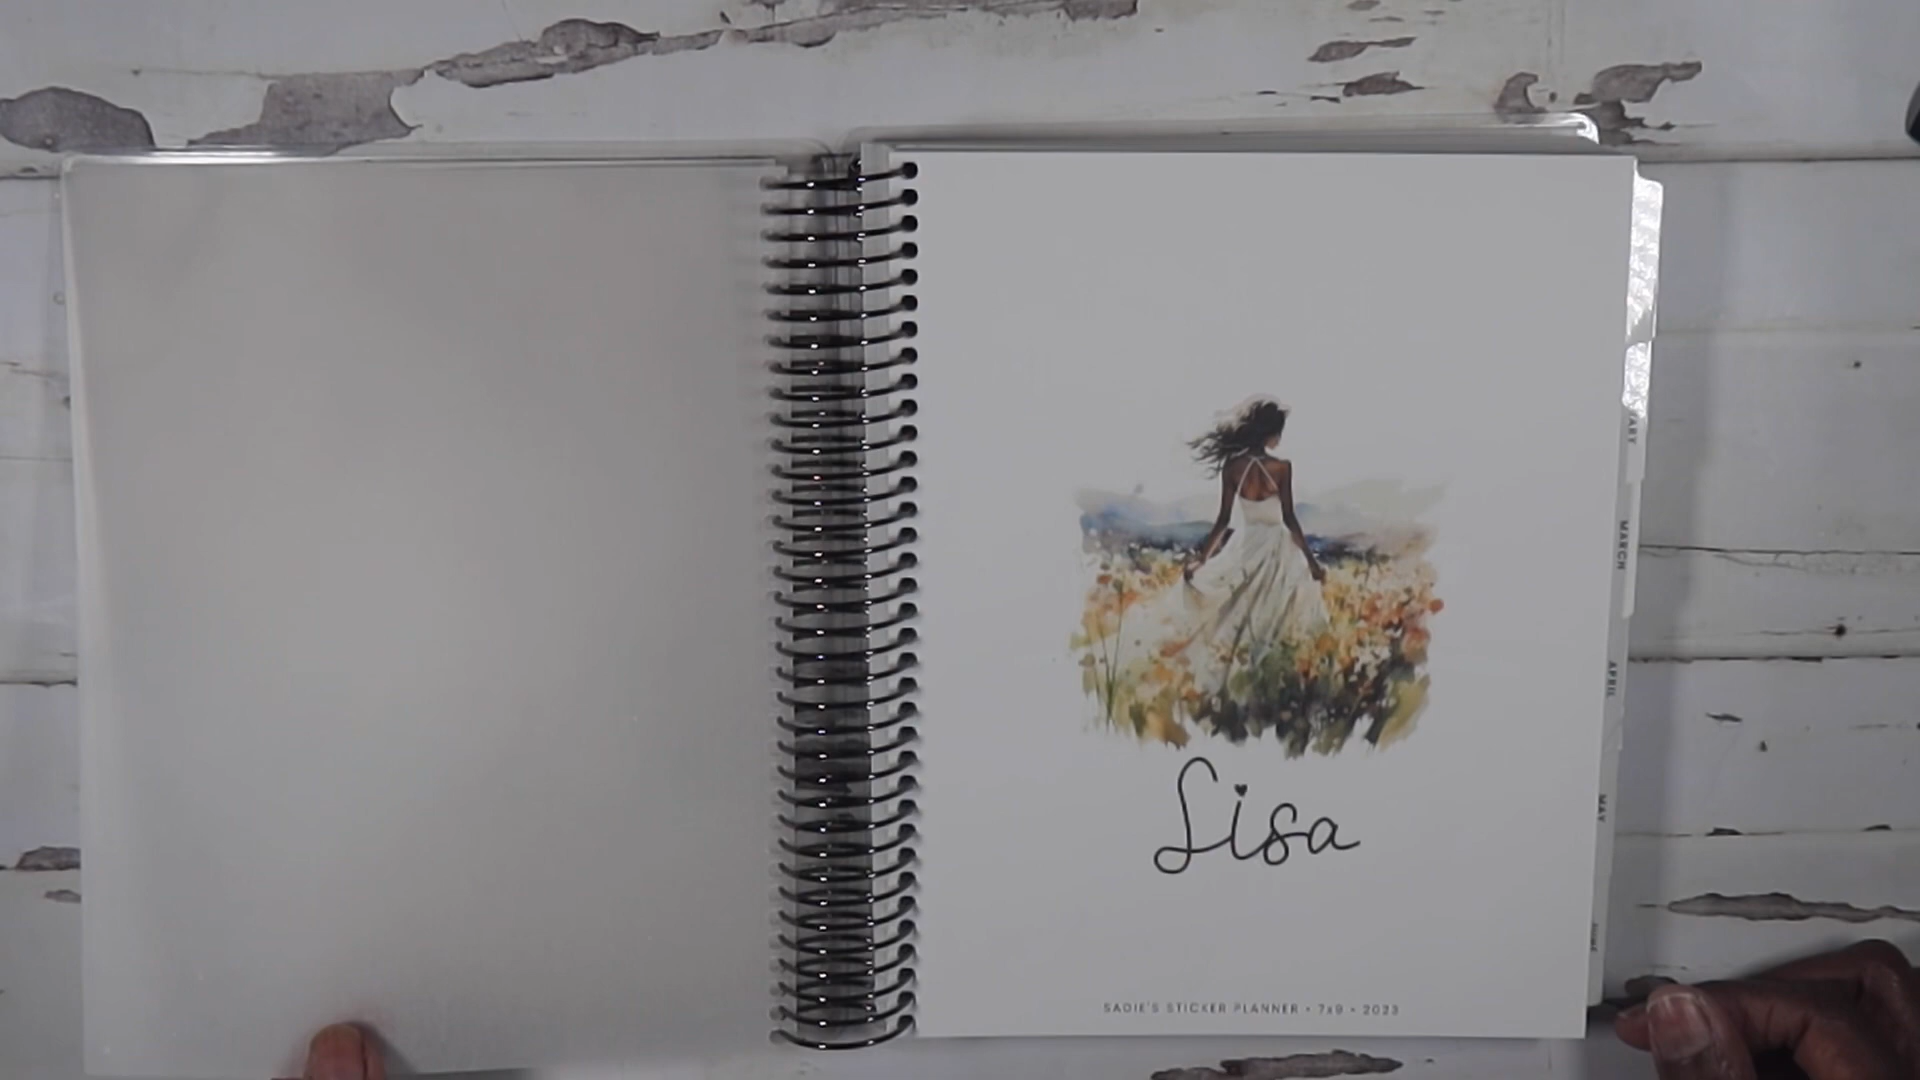 Lisa
SADIE'S STICKER PLANNER • 7x9 • 2023
MARCH
APRIL
MAY